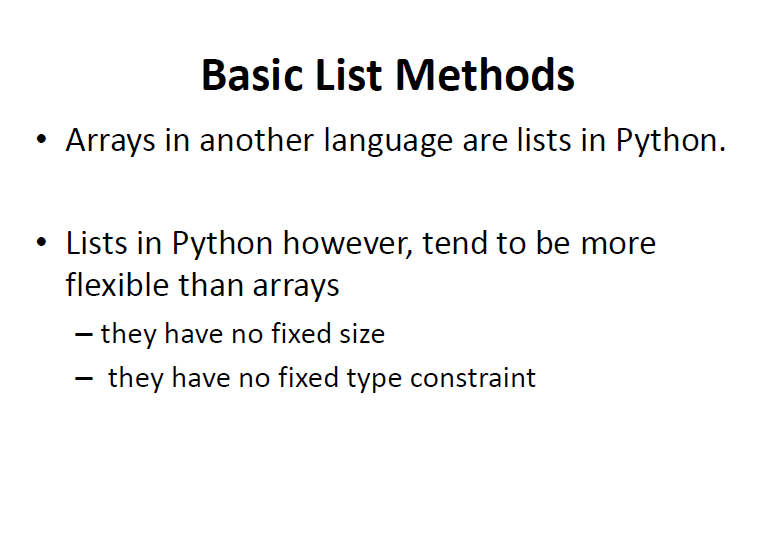 Basic List Methods
• Arrays in another language are lists in Python.
• Lists in Python however, tend to be more
flexible than arrays
– they have no fixed size
– they have no fixed type constraint